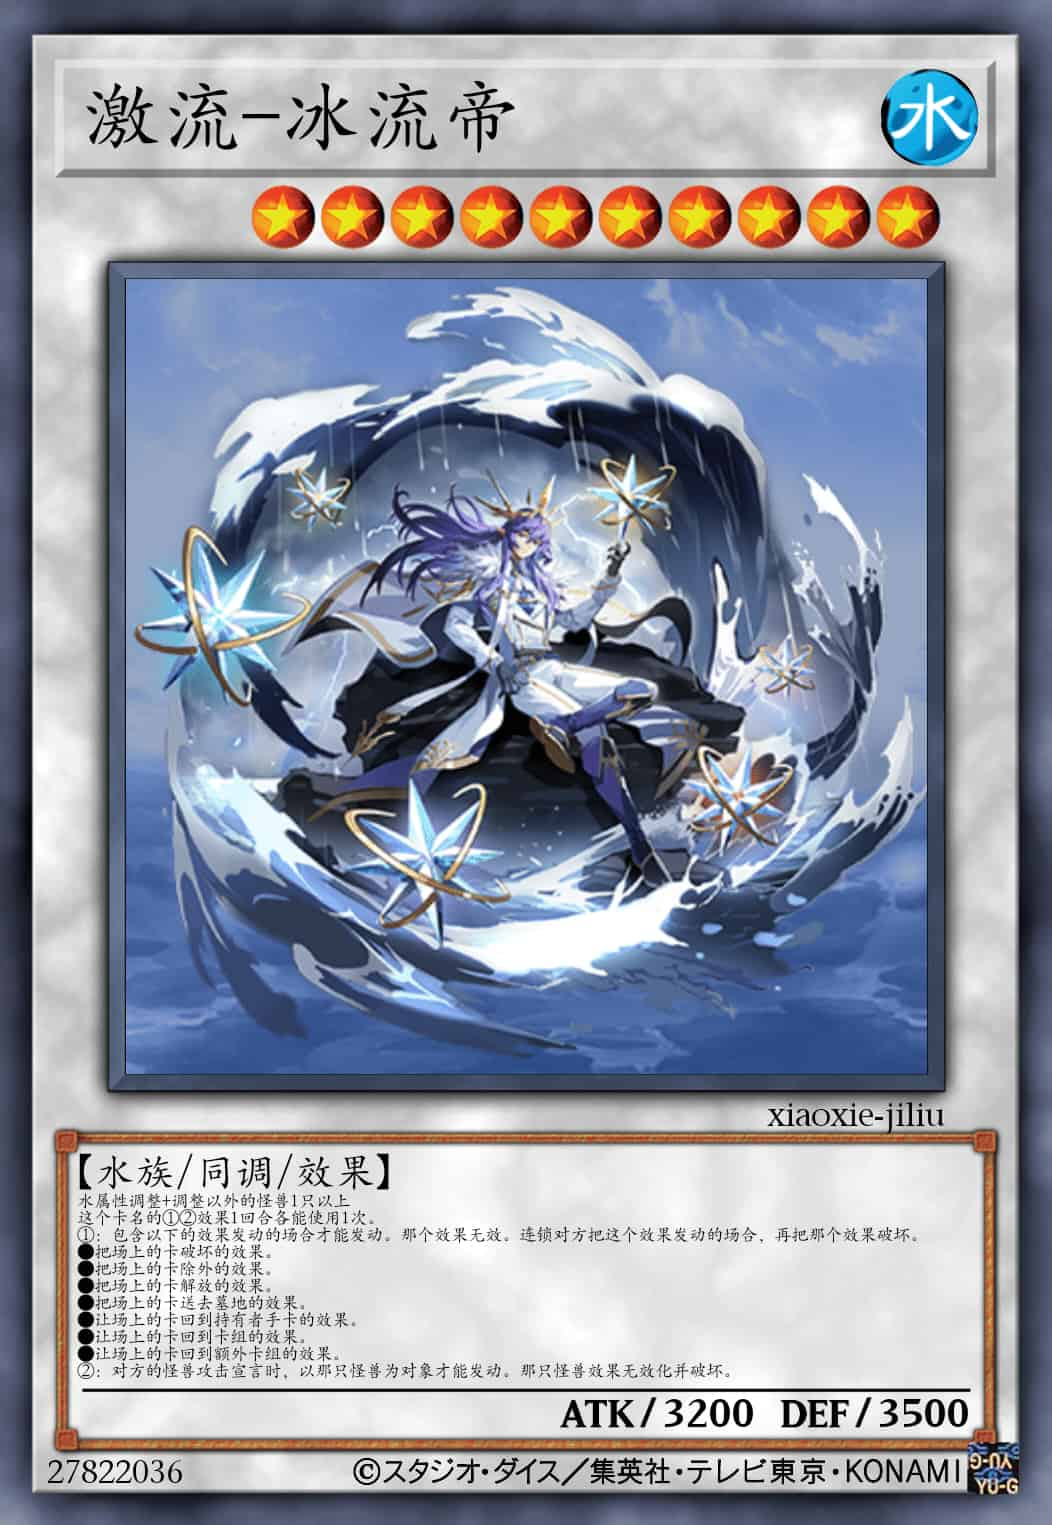 激流-冰流帝
水
xiaoxie-jiliu
【水族/同调/效果】
水属性调整+调整以外的怪兽1只以上
这个卡名的①②效果1回合各能使用1次。
①：包含以下的效果发动的场合才能发动。那个效果无效。连锁对方把这个效果发动的场合，再把那个效果破坏。
●把场上的卡破坏的效果。
●把场上的卡除外的效果。
●把场上的卡解放的效果。
●把场上的卡送去墓地的效果。
●让场上的卡回到持有者手卡的效果。
●让场上的卡回到卡组的效果。
●让场上的卡回到额外卡组的效果。
②：对方的怪兽攻击宣言时，以那只怪兽为对象才能发动。那只怪兽效果无效化并破坏。
ATK/3200 DEF/3500
27822036 ©スタジオ・ダイス／集英社・テレビ東京・KONAMI
YU-G
YU-G